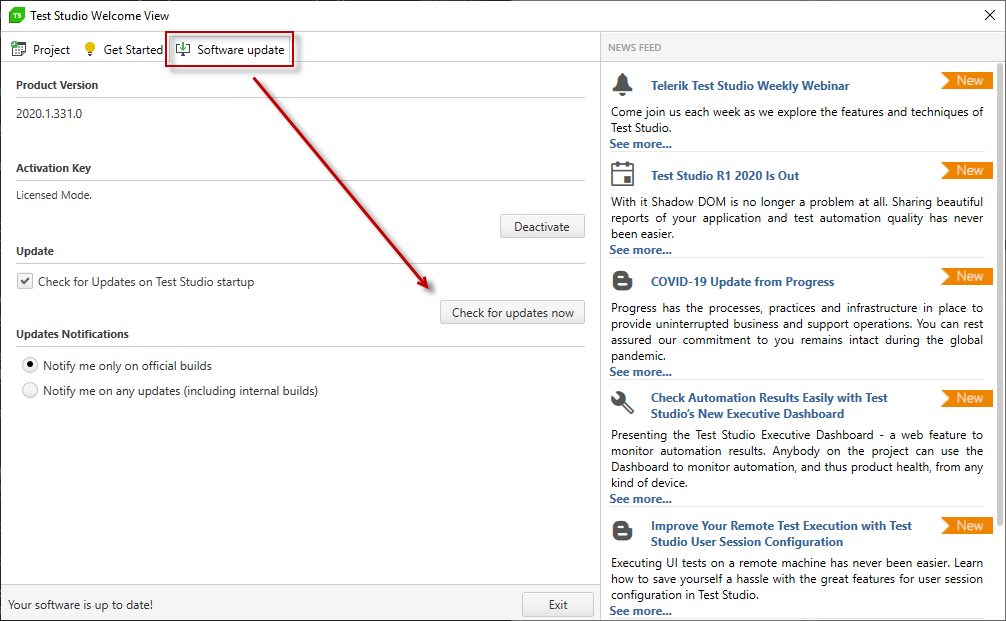 TS Test Studio Welcome View
Project Get Started Software update
Product Version
2020.1.331.0
Activation Key
Licensed Mode.
Deactivate
Update
Check for Updates on Test Studio startup
Check for updates now
Updates Notifications
Notify me only on official builds
Notify me on any updates (including internal builds)
Your software is up to date!
Exit
NEWS FEED
Telerik Test Studio Weekly Webinar
New
Come join us each week as we explore the features and techniques of
Test Studio.
See more...
Test Studio R1 2020 Is Out
New
With it Shadow DOM is no longer a problem at all. Sharing beautiful
reports of your application and test automation quality has never
been easier.
See more...
COVID-19 Update from Progress
New
Progress has the processes, practices and infrastructure in place to
provide uninterrupted business and support operations. You can rest
assured our commitment to you remains intact during the global
pandemic.
See more...
Check Automation Results Easily with Test
Studio’s New Executive Dashboard
New
Presenting the Test Studio Executive Dashboard - a web feature to
monitor automation results. Anybody on the project can use the
Dashboard to monitor automation, and thus product health, from any
kind of device.
See more...
Improve Your Remote Test Execution with Test
Studio User Session Configuration
New
Executing UI tests on a remote machine has never been easier. Learn
how to save yourself a hassle with the great features for user session
configuration in Test Studio.
See more...